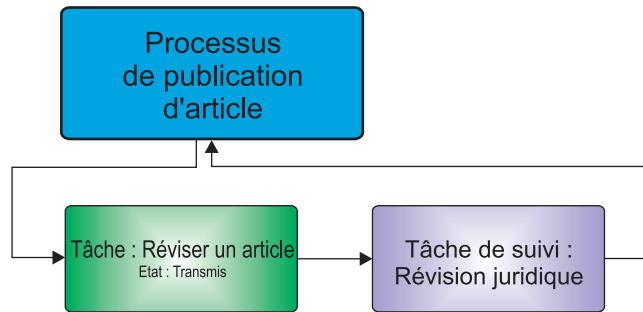 Processus
de publication
d'article
Tâche : Réviser un article
Etat : Transmis
Tâche de suivi :
Révision juridique